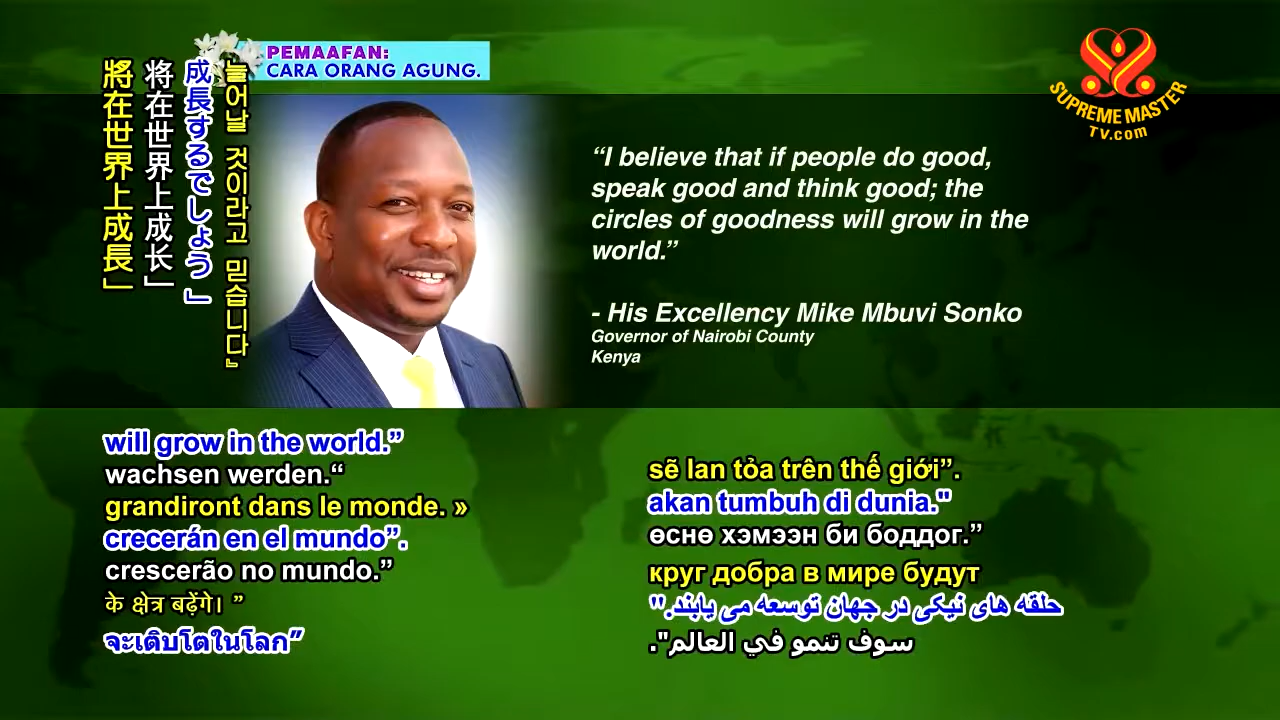 PEMAAFAN:
CARA ORANG AGUNG.
SUPREME MASTER
TV.com
늘어날 것이라고 믿습니다』
成長するでしょう」
将在世界上成长」
將在世界上成長」
“I believe that if people do good,
speak good and think good; the
circles of goodness will grow in the
world.”
- His Excellency Mike Mbuvi Sonko
Governor of Nairobi County
Kenya
will grow in the world.”
wachsen werden.“
grandiront dans le monde. »
crecerán en el mundo”.
crescerão no mundo.”
के क्षेत्र बढ़ेंगे। ”
จะเติบโตในโลก”
sẽ lan tỏa trên thế giới”.
akan tumbuh di dunia."
өснө хэмээн би боддог.”
круг добра в мире будут
حلقه های نیکی در جهان توسعه می یابند."
سوف تنمو في العالم".